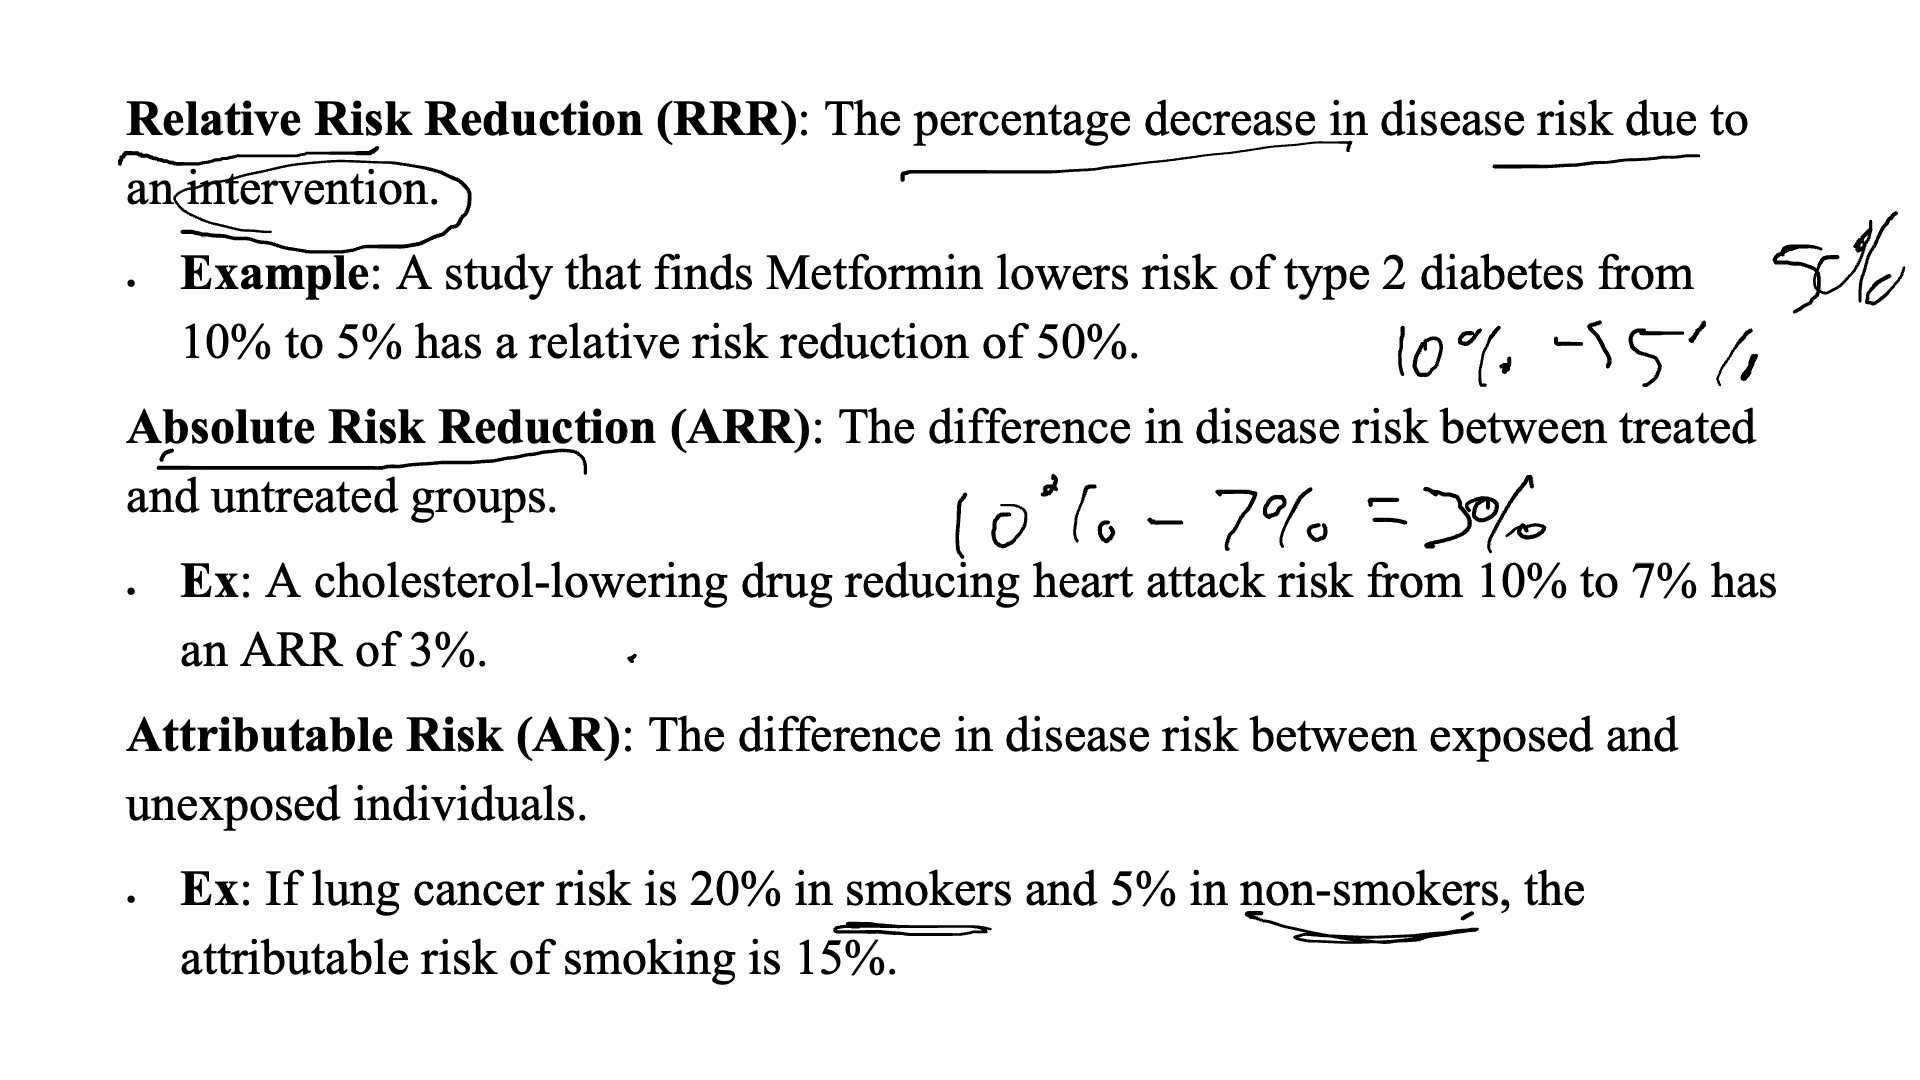 Relative Risk Reduction (RRR): The percentage decrease in disease risk due to
an intervention.
• Example: A study that finds Metformin lowers risk of type 2 diabetes from
10% to 5% has a relative risk reduction of 50%.
10% → 5%
Absolute Risk Reduction (ARR): The difference in disease risk between treated
and untreated groups.
10% - 7% = 3%
• Ex: A cholesterol-lowering drug reducing heart attack risk from 10% to 7% has
an ARR of 3%.
Attributable Risk (AR): The difference in disease risk between exposed and
unexposed individuals.
• Ex: If lung cancer risk is 20% in smokers and 5% in non-smokers, the
attributable risk of smoking is 15%.